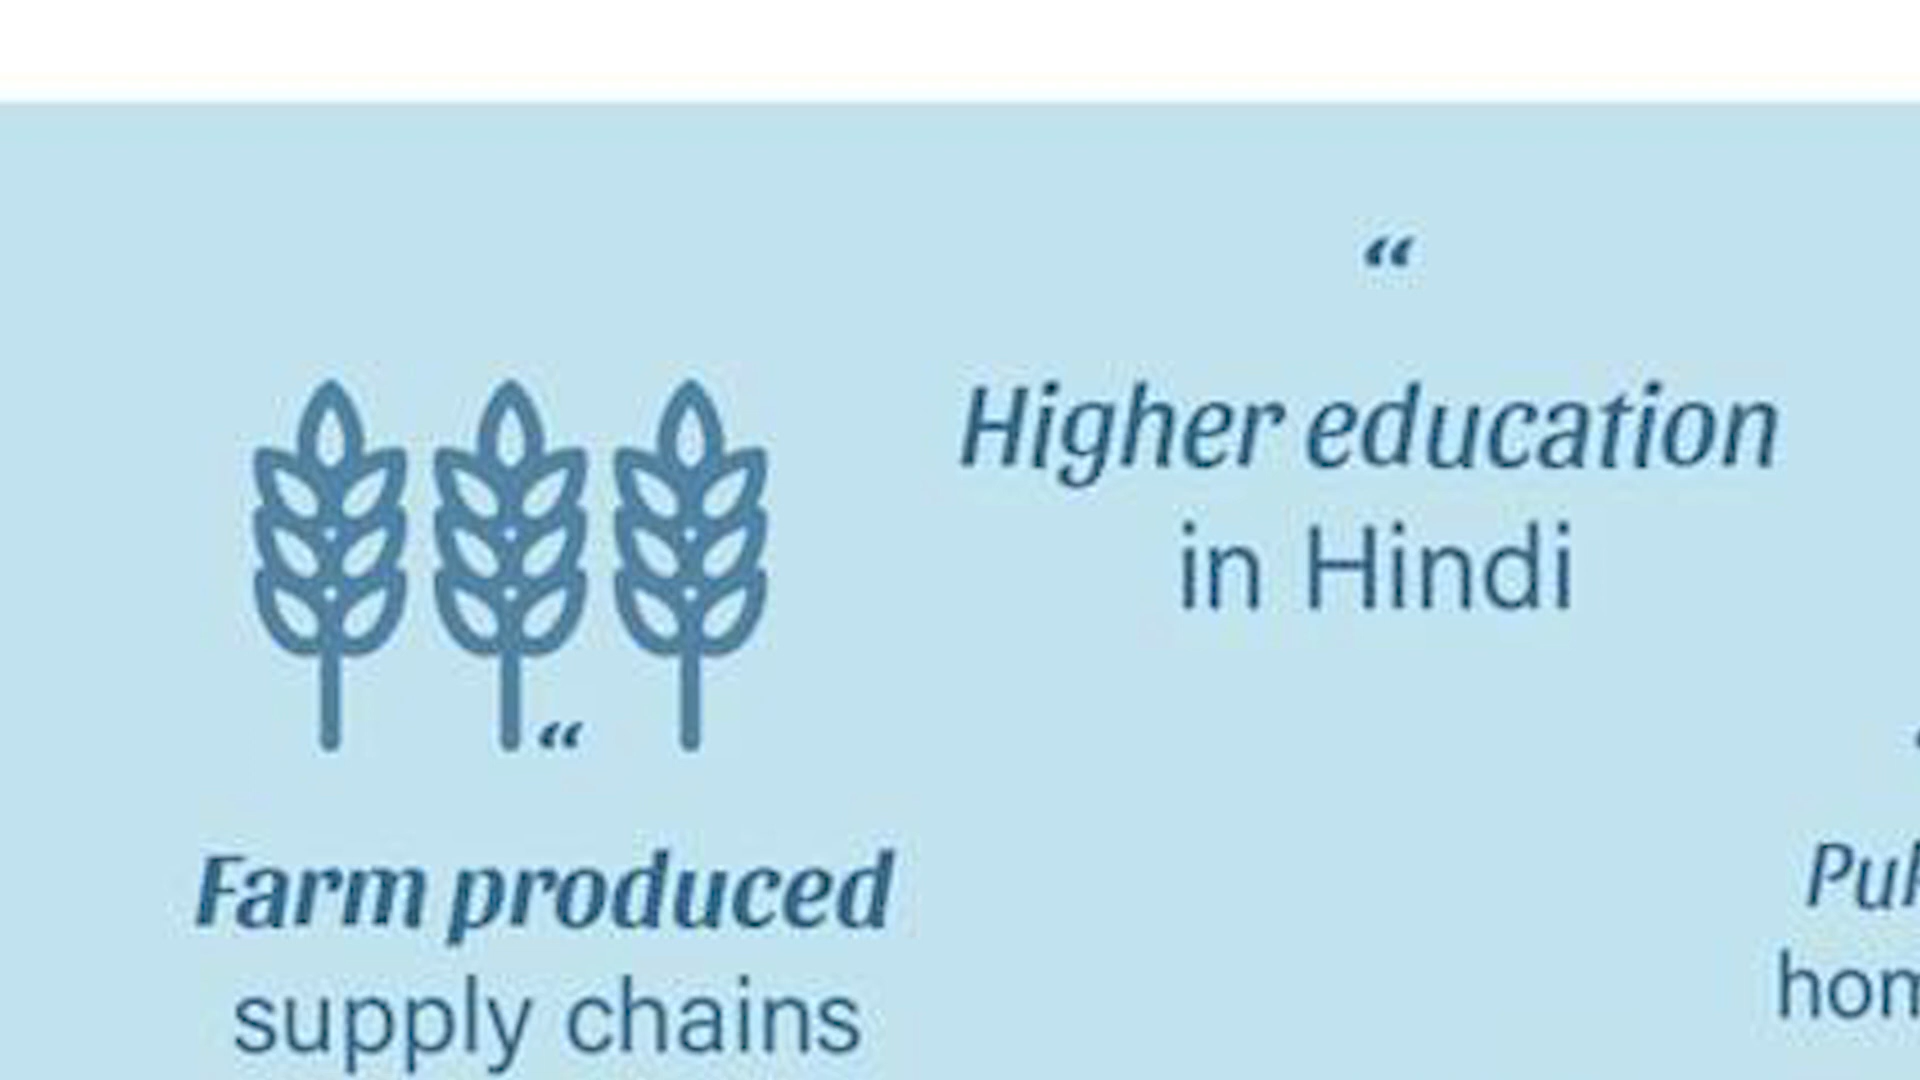 “
Higher education
in Hindi
“
Farm produced
supply chains